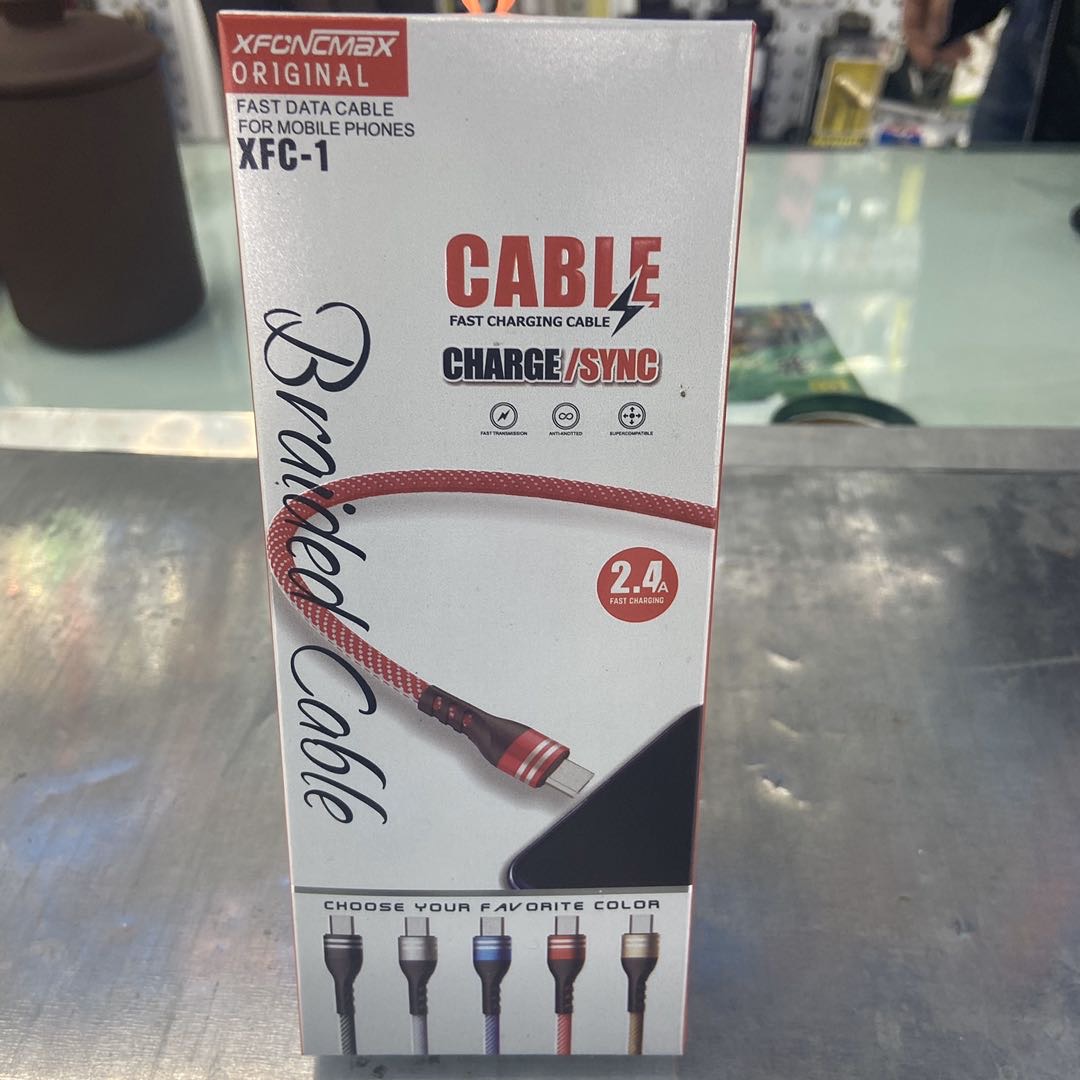 XFONCMAX
ORIGINAL
FAST DATA CABLE
FOR MOBILE PHONES
XFC-1
CABLE
FAST CHARGING CABLE
CHARGE/SYNC
FAST TRANSMISSION
ANTI-KNOTTED
SUPERCOMPATIBLE
Braided Cable
2.4A
FAST CHARGING
CHOOSE YOUR FAVORITE COLOR